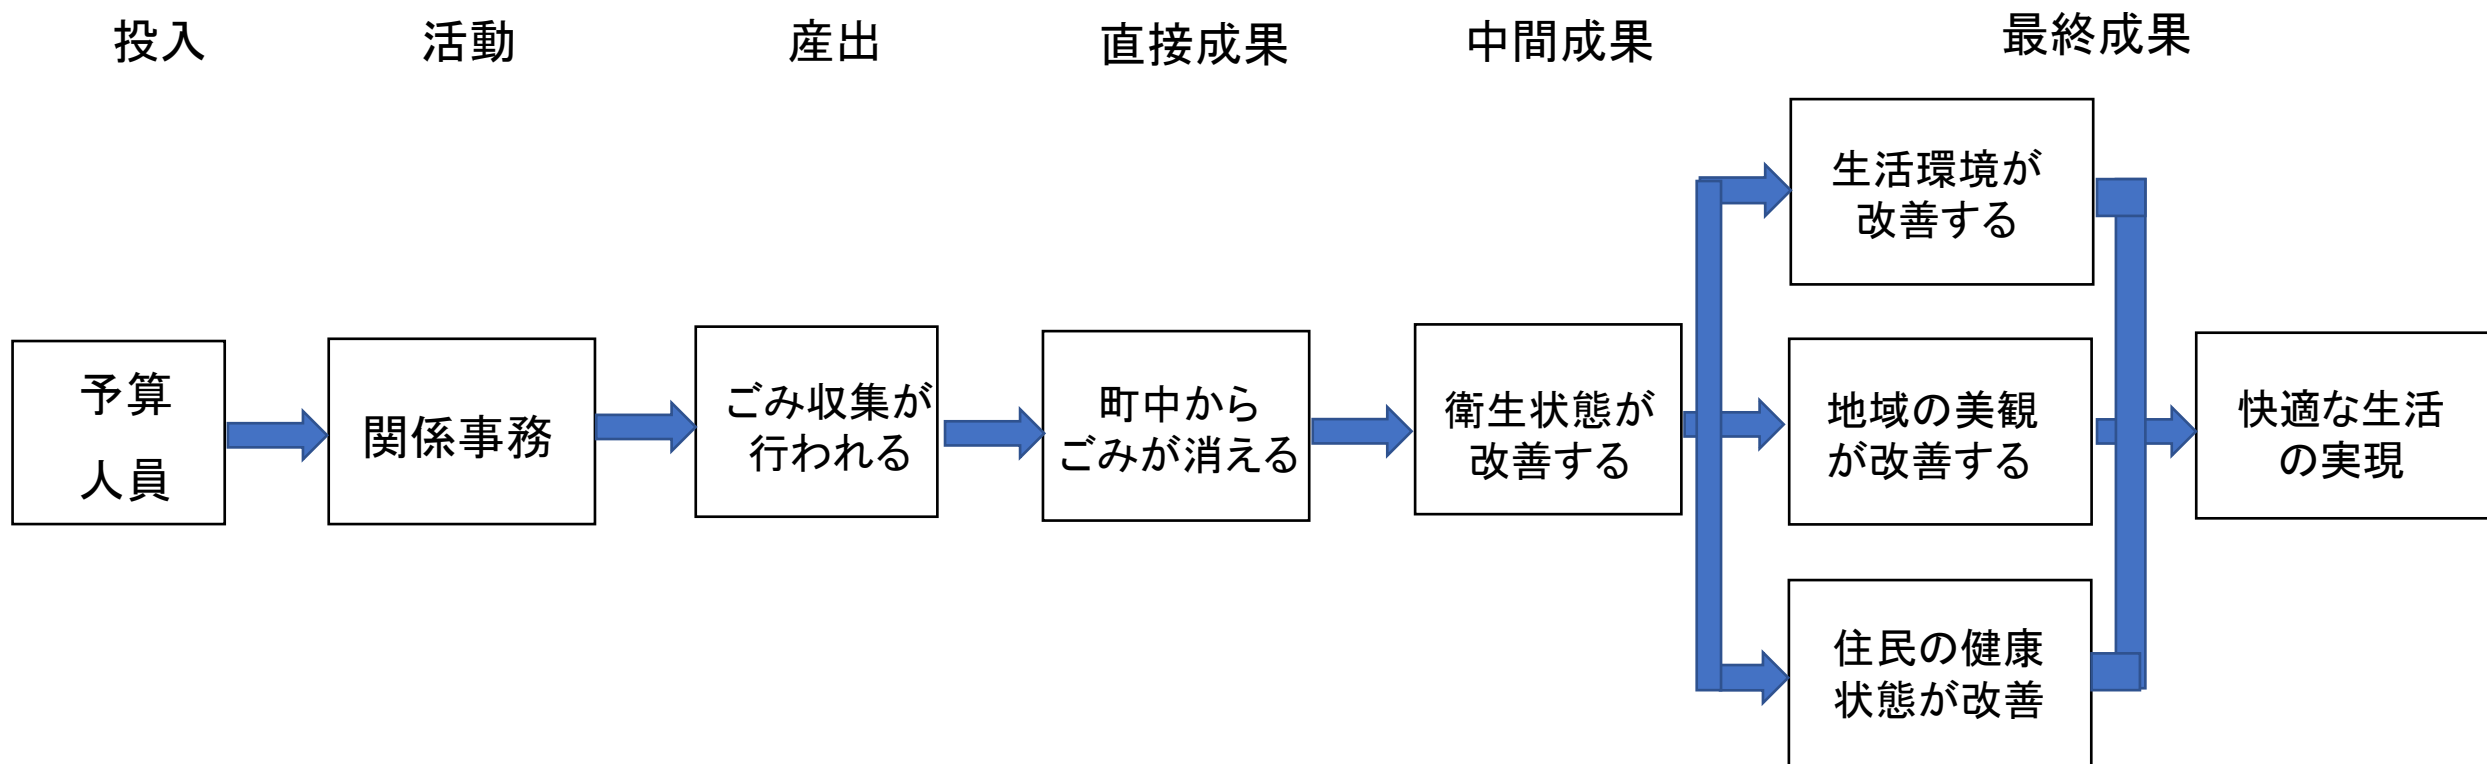 投入
活動
産出
直接成果
中間成果
最終成果
予算
人員
関係事務
ごみ収集が
行われる
町中から
ごみが消える
衛生状態が
改善する
生活環境が
改善する
地域の美観
が改善する
住民の健康
状態が改善
快適な生活
の実現